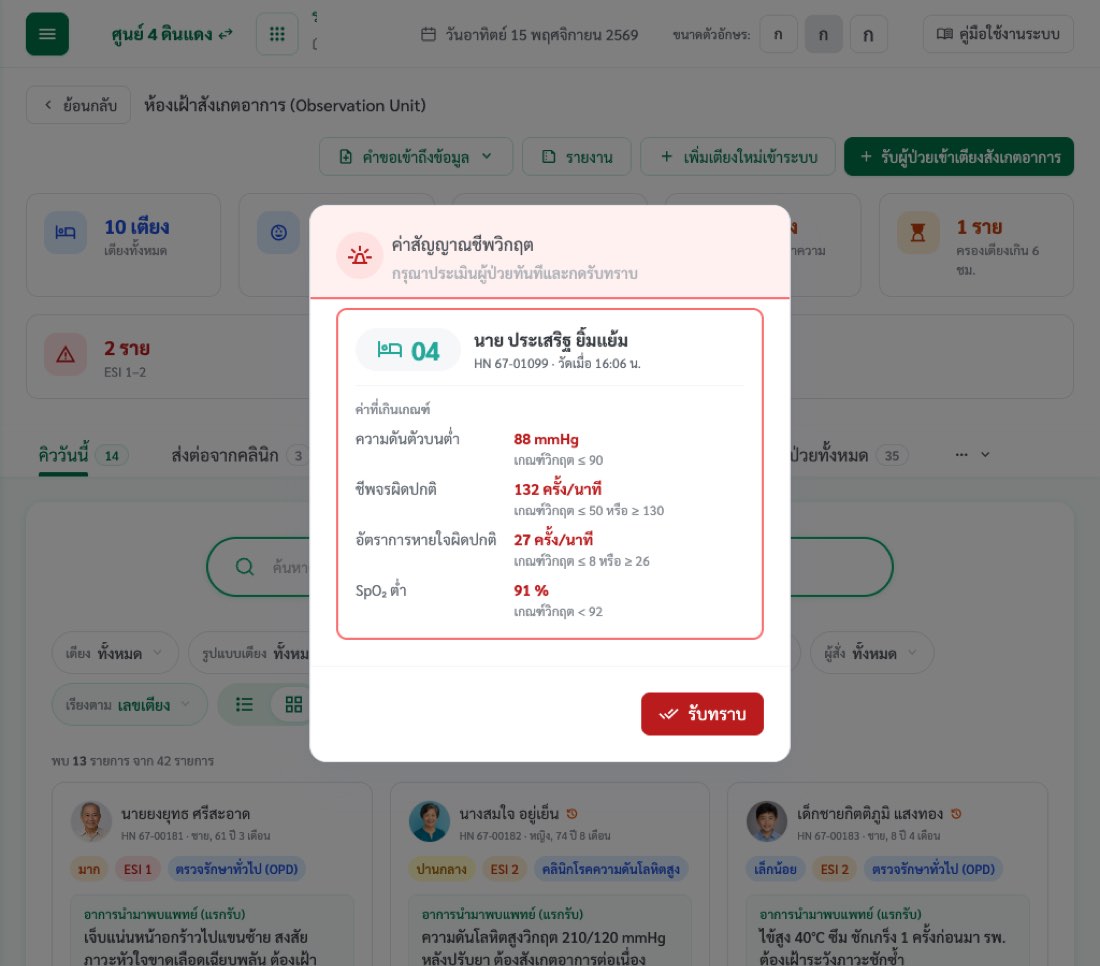 ศูนย์ 4 ดินแดง
วันอาทิตย์ 15 พฤศจิกายน 2569
ขนาดตัวอักษร:
ก
ก
ก
คู่มือใช้งานระบบ
ย้อนกลับ
ห้องเฝ้าสังเกตอาการ (Observation Unit)
คำขอเข้าถึงข้อมูล
รายงาน
+ เพิ่มเตียงใหม่เข้าระบบ
+ รับผู้ป่วยเข้าเตียงสังเกตอาการ
10 เตียง
เตียงทั้งหมด
1 ราย
ครองเตียงเกิน 6
ชม.
2 ราย
ESI 1–2
ค่าสัญญาณชีพวิกฤต
กรุณาประเมินผู้ป่วยทันทีและกดรับทราบ
04
นาย ประเสริฐ ยิ้มแย้ม
HN 67-01099 · วัดเมื่อ 16:06 น.
ค่าที่เกินเกณฑ์
ความดันตัวบนต่ำ
88 mmHg
เกณฑ์วิกฤต ≤ 90
ชีพจรผิดปกติ
132 ครั้ง/นาที
เกณฑ์วิกฤต ≤ 50 หรือ ≥ 130
อัตราการหายใจผิดปกติ
27 ครั้ง/นาที
เกณฑ์วิกฤต ≤ 8 หรือ ≥ 26
SpO₂ ต่ำ
91 %
เกณฑ์วิกฤต < 92
รับทราบ
คิววันนี้ 14
ส่งต่อจากคลินิก 3
ป่วยทั้งหมด 35
ค้นหา
เตียง ทั้งหมด
รูปแบบเตียง ทั้งหม
ผู้สั่ง ทั้งหมด
เรียงตาม เลขเตียง
พบ 13 รายการ จาก 42 รายการ
นายยงยุทธ ศรีสะอาด
HN 67-00181 · ชาย, 61 ปี 3 เดือน
มาก ESI 1 ตรวจรักษาทั่วไป (OPD)
อาการนำมาพบแพทย์ (แรกรับ)
เจ็บแน่นหน้าอกร้าวไปแขนซ้าย สงสัย
ภาวะหัวใจขาดเลือดเฉียบพลัน ต้องเฝ้า
นางสมใจ อยู่เย็น
HN 67-00182 · หญิง, 74 ปี 8 เดือน
ปานกลาง ESI 2 คลินิกโรคความดันโลหิตสูง
อาการนำมาพบแพทย์ (แรกรับ)
ความดันโลหิตสูงวิกฤต 210/120 mmHg
หลังปรับยา ต้องสังเกตอาการต่อเนื่อง
เด็กชายกิตติภูมิ แสงทอง
HN 67-00183 · ชาย, 8 ปี 4 เดือน
เล็กน้อย ESI 2 ตรวจรักษาทั่วไป (OPD)
อาการนำมาพบแพทย์ (แรกรับ)
ไข้สูง 40°C ซึม ชักเกร็ง 1 ครั้งก่อนมา รพ.
ต้องเฝ้าระวังภาวะชักซ้ำ